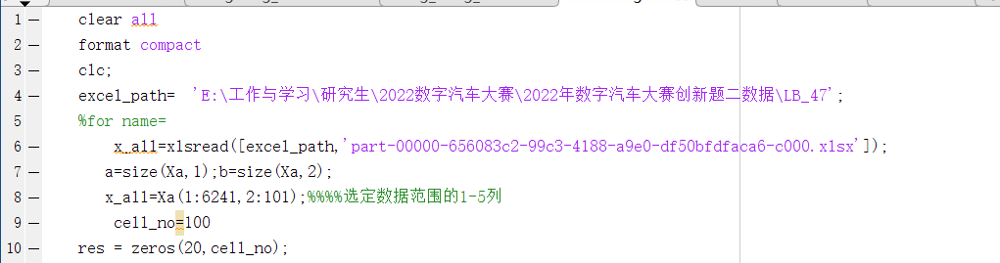 1 — clear all
2 — format compact
3 — clc;
4 — excel_path= 'E:\工作与学习\研究生\2022数字汽车大赛\2022年数字汽车大赛创新题二数据\LB_47';
5 %for name=
6 — x_all=xlsread([excel_path,'part-00000-656083c2-99c3-4188-a9e0-df50bfdfaca6-c000.xlsx']);
7 — a=size(Xa,1);b=size(Xa,2);
8 — x_all=Xa(1:6241,2:101);%%%%选定数据范围的1-5列
9 — cell_no=100
10 — res = zeros(20,cell_no);